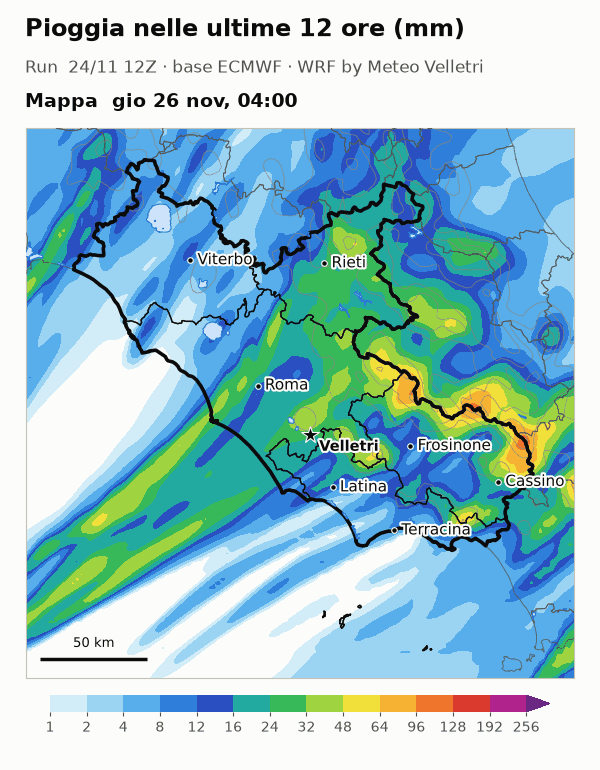 Pioggia nelle ultime 12 ore (mm)
Run 24/11 12Z · base ECMWF · WRF by Meteo Velletri
Mappa gio 26 nov, 04:00
Viterbo
Rieti
Roma
Velletri
Frosinone
Latina
Cassino
Terracina
50 km
1 2 4 8 12 16 24 32 48 64 96 128 192 256